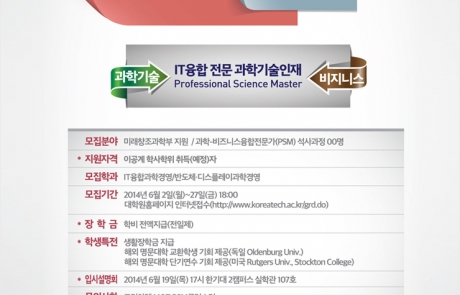 과학기술
IT융합 전문 과학기술인재
Professional Science Master
비지니스
모집분야 미래창조과학부 지원 / 과학·비즈니스융합전문가(PSM) 석사과정 00명
* 지원자격 이공계 학사학위 취득(예정)자
모집학과 IT융합과학경영/반도체·디스플레이과학경영
모집기간 2014년 6월 2일(월)~27일(금) 18:00
대학원홈페이지 인터넷접수(http://www.koreatech.ac.kr/grd.do)
* 장 학 금 학비 전액지급(전일제)
* 학생특전 생활장학금 지급
해외 명문대학 교환학생 기회 제공(독일 Oldenburg Univ.)
해외 명문대학 단기연수 기회 제공(미국 Rutgers Univ., Stockton College)
* 입시설명회 2014년 6월 19일(목) 17시 한기대 2캠퍼스 실학관 107호